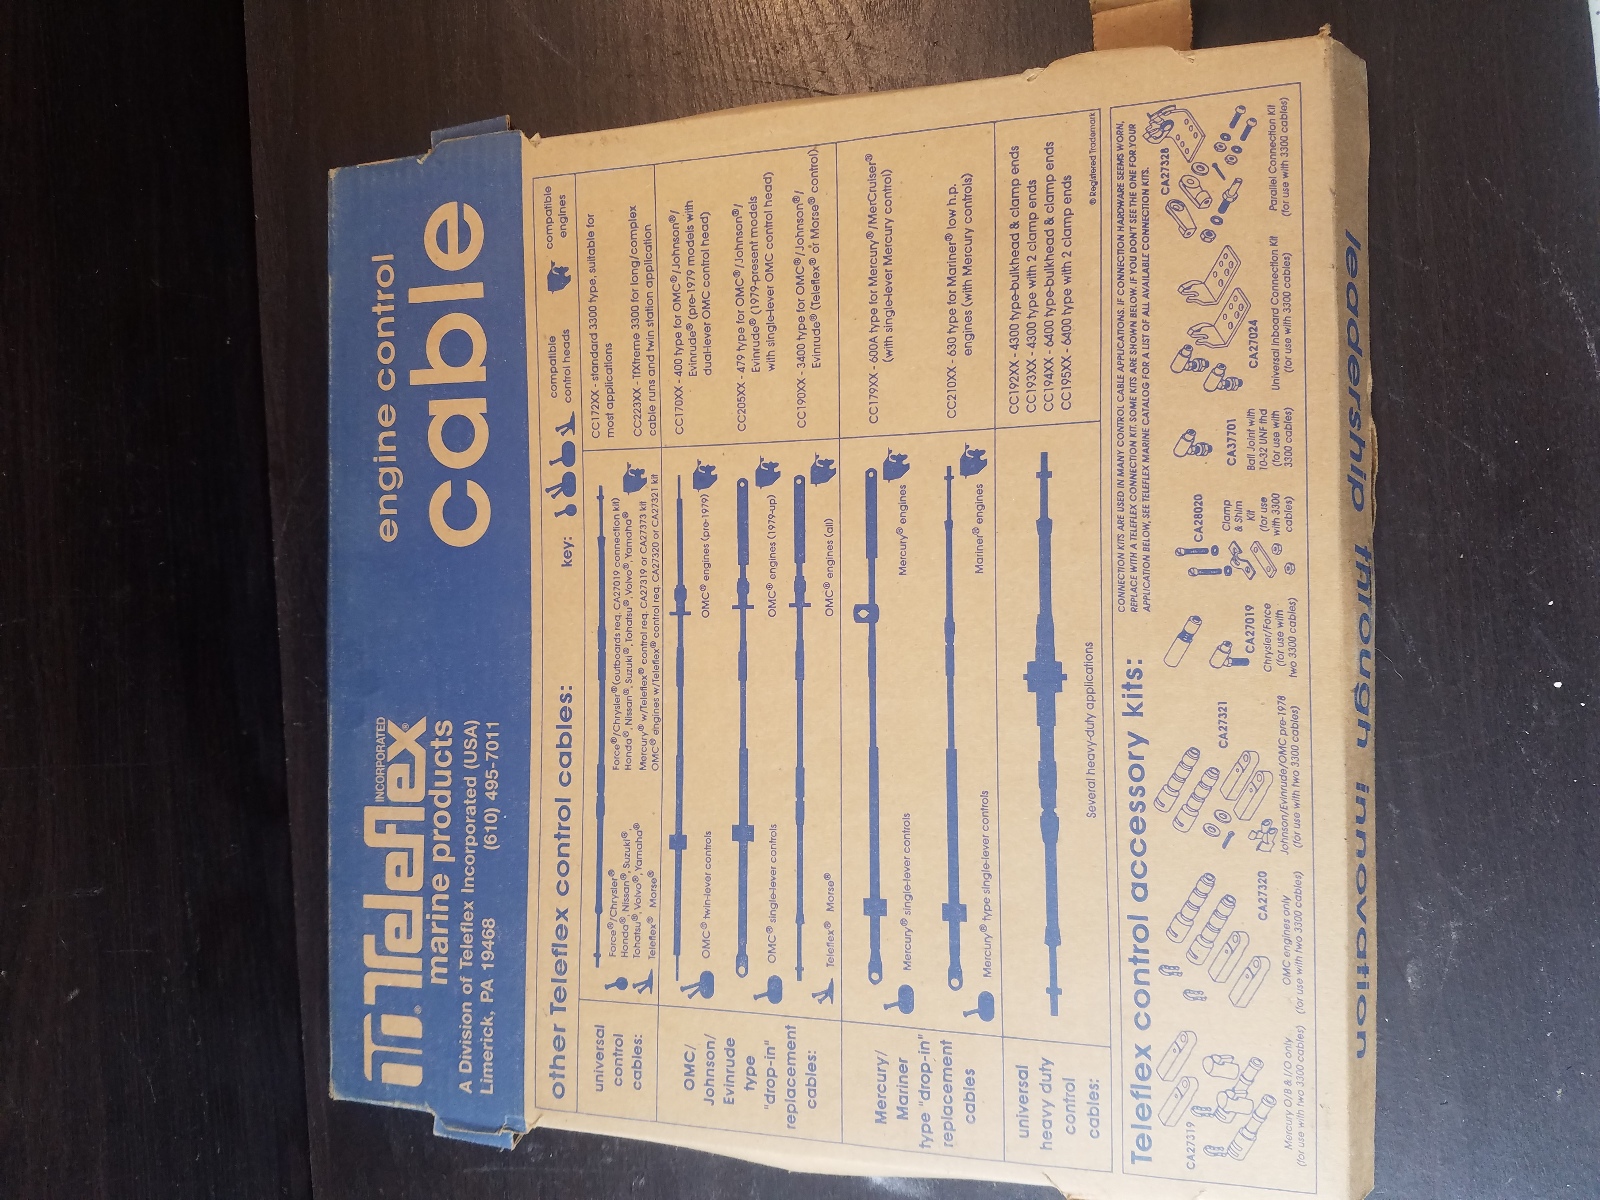 iTi. Teleflex®
INCORPORATED
marine products
A Division of Teleflex Incorporated (USA)
Limerick, PA 19468 (610) 495-7011
engine control
cable
other Teleflex control cables:
key:
compatible
control heads
compatible
engines
universal
control
cables:
Force®/Chrysler®
Honda®, Nissan®, Suzuki®,
Tohatsu®, Volvo®, Yamaha®
Teleflex® Morse®
Force®/Chrysler® (outboards req. CA27019 connection kit)
Honda®, Nissan®, Suzuki®, Tohatsu®, Volvo®, Yamaha®
Mercury® w/Teleflex® control req. CA27319 or CA27373 kit
OMC® engines w/Teleflex® control req. CA27320 or CA27321 kit
CC172XX - standard 3300 type, suitable for
most applications
CC223XX - TFXtreme 3300 for long/complex
cable runs and twin station application
OMC/
Johnson/
Evinrude
type
"drop-in"
replacement
cables:
OMC® twin-lever controls
OMC® engines (pre-1979)
CC170XX - 400 type for OMC®/Johnson®/
Evinrude® (pre-1979 models with
dual-lever OMC control head)
OMC® single-lever controls
OMC® engines (1979-up)
CC205XX - 479 type for OMC®/Johnson®/
Evinrude® (1979-present models
with single-lever OMC control head)
Teleflex® Morse®
OMC® engines (all)
CC190XX - 3400 type for OMC®/Johnson®/
Evinrude® (Teleflex® or Morse® control)
Mercury/
Mariner
type "drop-in"
replacement
cables
Mercury® single-lever controls
Mercury® engines
CC179XX - 600A type for Mercury®/MerCruiser®
(with single-lever Mercury control)
Mercury® type single-lever controls
Mariner® engines
CC210XX - 630 type for Mariner® low h.p.
engines (with Mercury controls)
universal
heavy duty
control
cables:
Several heavy-duty applications
CC192XX - 4300 type-bulkhead & clamp ends
CC193XX - 4300 type with 2 clamp ends
CC194XX - 6400 type-bulkhead & clamp ends
CC195XX - 6400 type with 2 clamp ends
® Registered Trademark
Teleflex control accessory kits:
CONNECTION KITS ARE USED IN MANY CONTROL CABLE APPLICATIONS. IF CONNECTION HARDWARE SEEMS WORN,
REPLACE WITH A TELEFLEX CONNECTION KIT. SOME KITS ARE SHOWN BELOW. IF YOU DON'T SEE THE ONE FOR YOUR
APPLICATION BELOW, SEE TELEFLEX MARINE CATALOG FOR A LIST OF ALL AVAILABLE CONNECTION KITS.
CA27319
Mercury O/B & I/O only
(for use with two 3300 cables)
CA27320
OMC engines only
(for use with two 3300 cables)
CA27321
Johnson/Evinrude/OMC pre-1978
(for use with two 3300 cables)
CA27019
Chrysler/Force
(for use with
two 3300 cables)
CA28020
Clamp
& Shim
Kit
(for use
with 3300
cables)
CA37701
Ball Joint with
10-32 UNF thd
(for use with
3300 cables)
CA27024
Universal Inboard Connection Kit
(for use with 3300 cables)
CA27328
Parallel Connection Kit
(for use with 3300 cables)
leadership through innovation